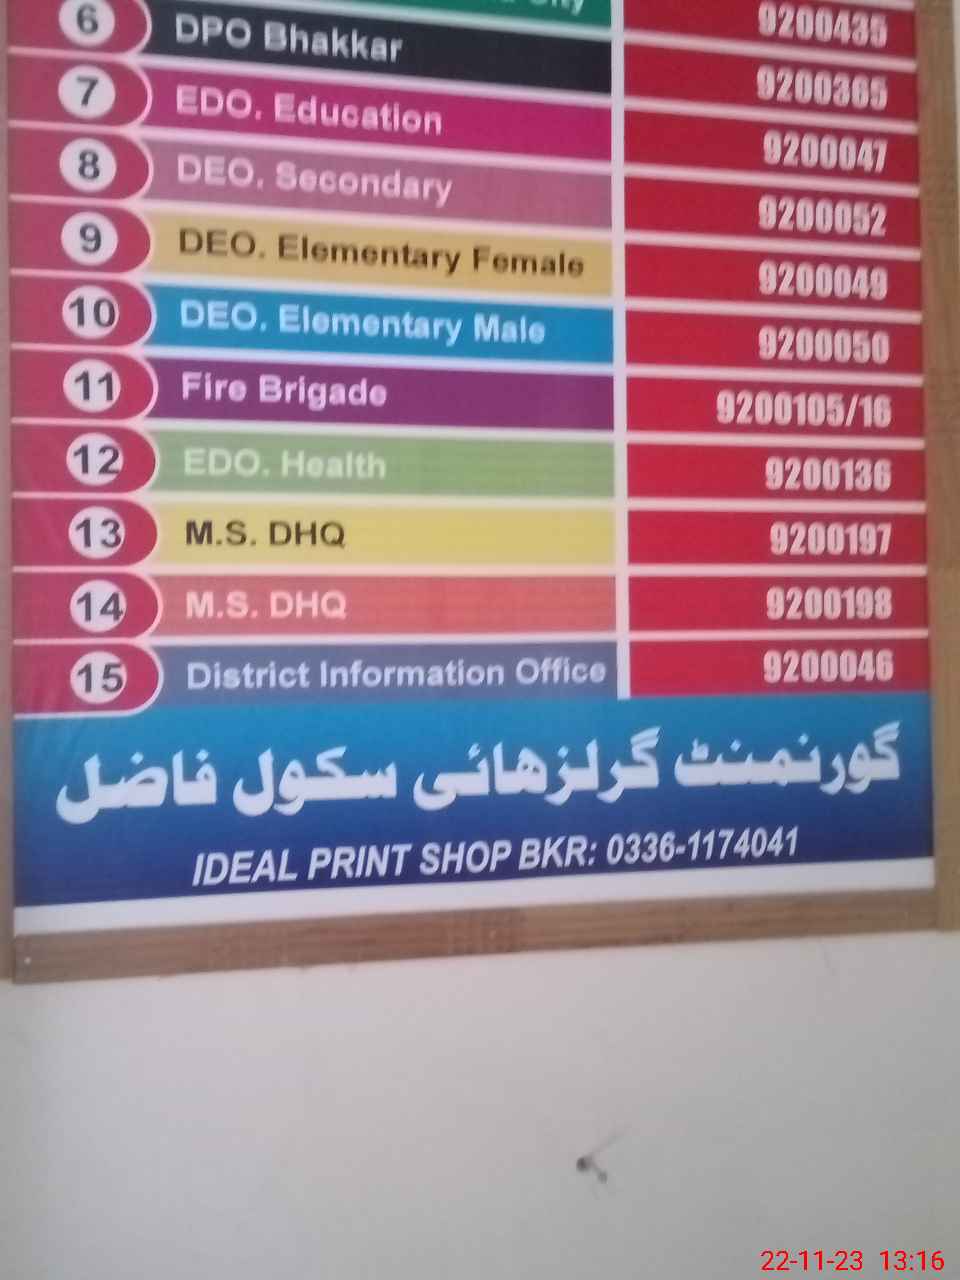 City 9200435
6 DPO Bhakkar 9200365
7 EDO. Education 9200047
8 DEO. Secondary 9200052
9 DEO. Elementary Female 9200049
10 DEO. Elementary Male 9200050
11 Fire Brigade 9200105/16
12 EDO. Health 9200136
13 M.S. DHQ 9200197
14 M.S. DHQ 9200198
15 District Information Office 9200046
گورنمنٹ گرلزھائی سکول فاضل
IDEAL PRINT SHOP BKR: 0336-1174041
22-11-23 13:16